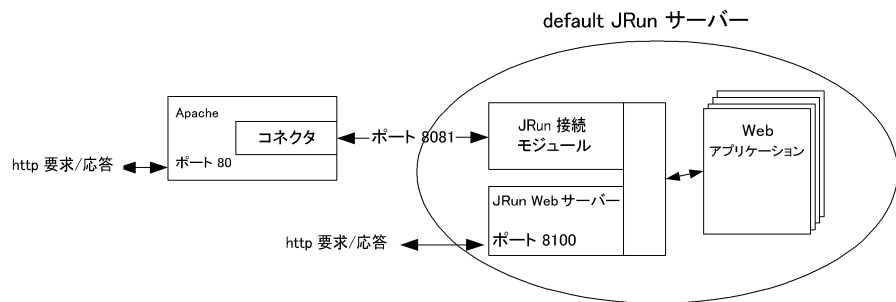 default JRun サーバー
Apache
コネクタ
ポート 80
http 要求/応答
ポート 8081
JRun 接続
モジュール
Web
アプリケーション
JRun Web サーバー
ポート 8100
http 要求/応答